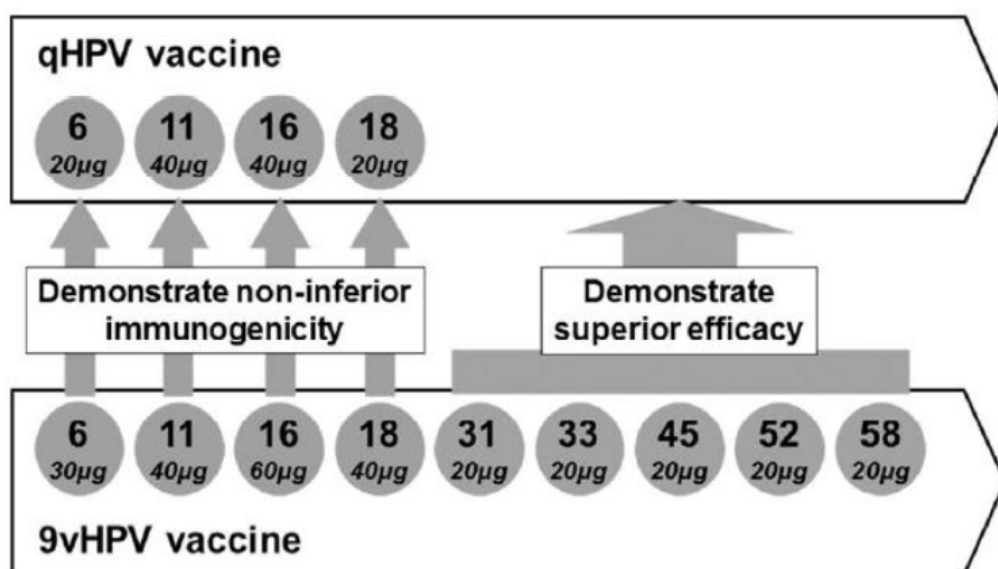 qHPV vaccine
6 11 16 18
20µg 40µg 40µg 20µg
Demonstrate non-inferior
immunogenicity
Demonstrate
superior efficacy
6 11 16 18 31 33 45 52 58
30µg 40µg 60µg 40µg 20µg 20µg 20µg 20µg 20µg
9vHPV vaccine